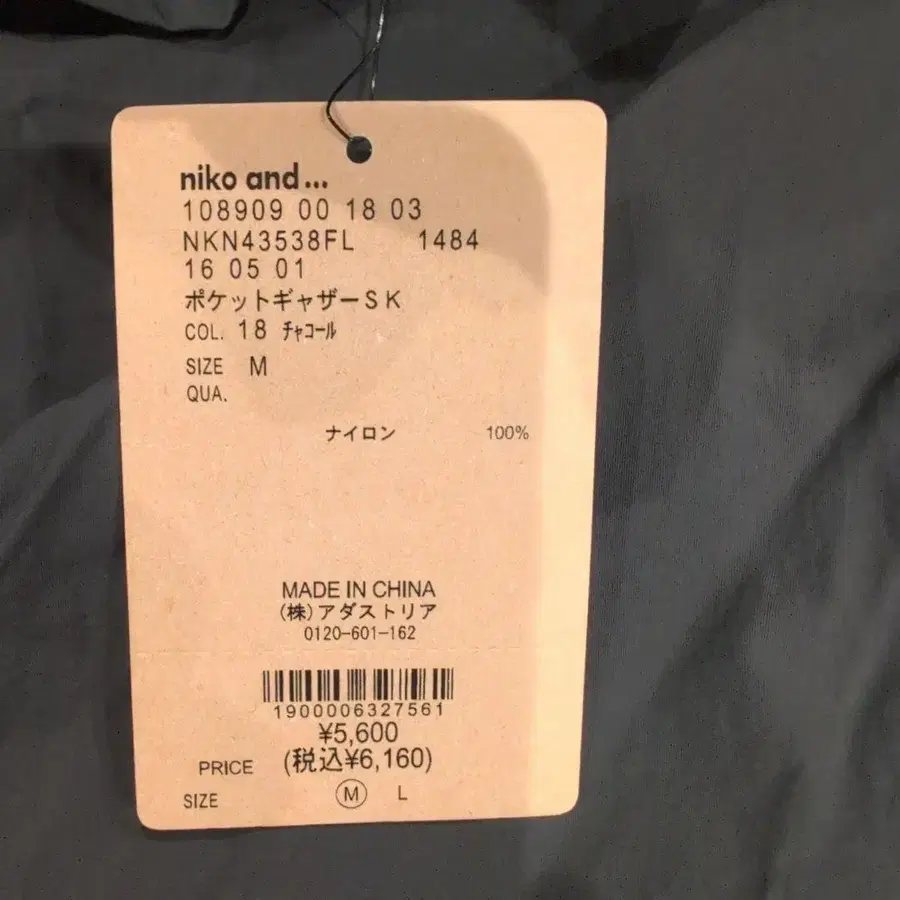 niko and...
108909 00 18 03
NKN43538FL 1484
16 05 01
ポケットギャザーＳＫ
COL. 18 ﾁｬｺｰﾙ
SIZE M
QUA.
ナイロン 100%
MADE IN CHINA
(株)アダストリア
0120-601-162
1900006327561
¥5,600
PRICE (税込¥6,160)
SIZE Ⓜ L